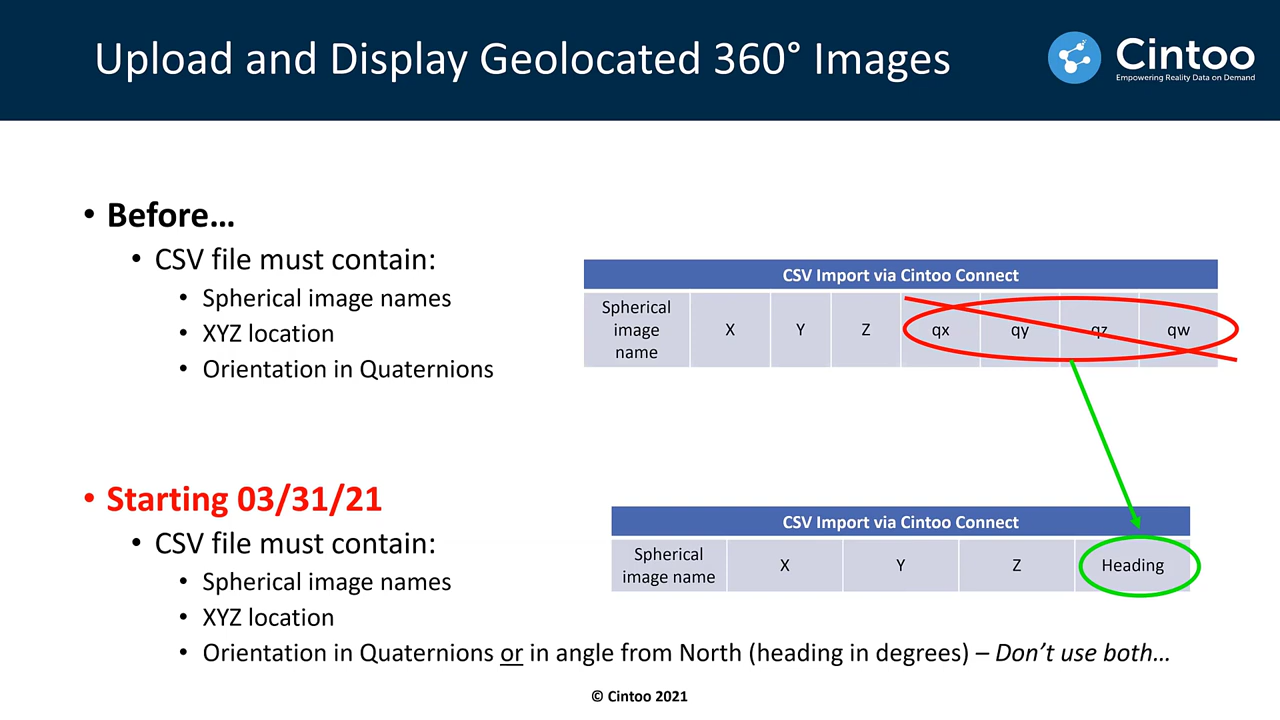 Upload and Display Geolocated 360° Images
Cintoo
Empowering Reality Data on Demand
• Before…
• CSV file must contain:
• Spherical image names
• XYZ location
• Orientation in Quaternions
CSV Import via Cintoo Connect
Spherical
image
name
X
Y
Z
qx
qy
qz
qw
• Starting 03/31/21
• CSV file must contain:
• Spherical image names
• XYZ location
• Orientation in Quaternions or in angle from North (heading in degrees) – Don’t use both…
CSV Import via Cintoo Connect
Spherical
image name
X
Y
Z
Heading
© Cintoo 2021